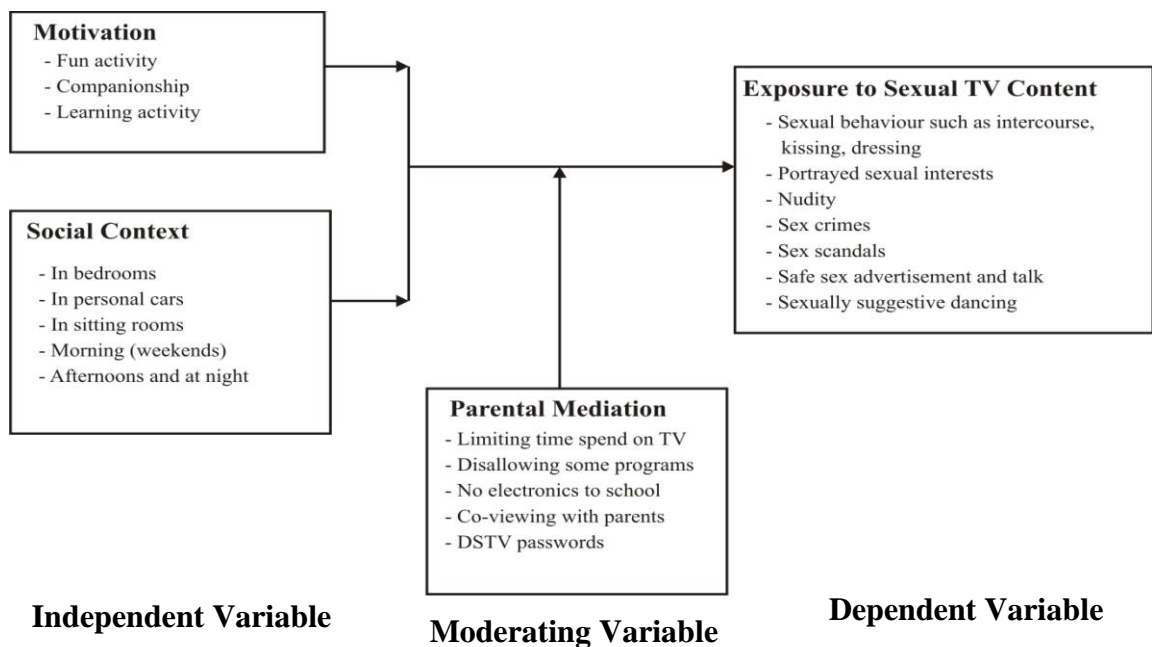 Motivation
- Fun activity
- Companionship
- Learning activity
Social Context
- In bedrooms
- In personal cars
- In sitting rooms
- Morning (weekends)
- Afternoons and at night
Exposure to Sexual TV Content
- Sexual behaviour such as intercourse,
kissing, dressing
- Portrayed sexual interests
- Nudity
- Sex crimes
- Sex scandals
- Safe sex advertisement and talk
- Sexually suggestive dancing
Parental Mediation
- Limiting time spend on TV
- Disallowing some programs
- No electronics to school
- Co-viewing with parents
- DSTV passwords
Independent Variable
Moderating Variable
Dependent Variable